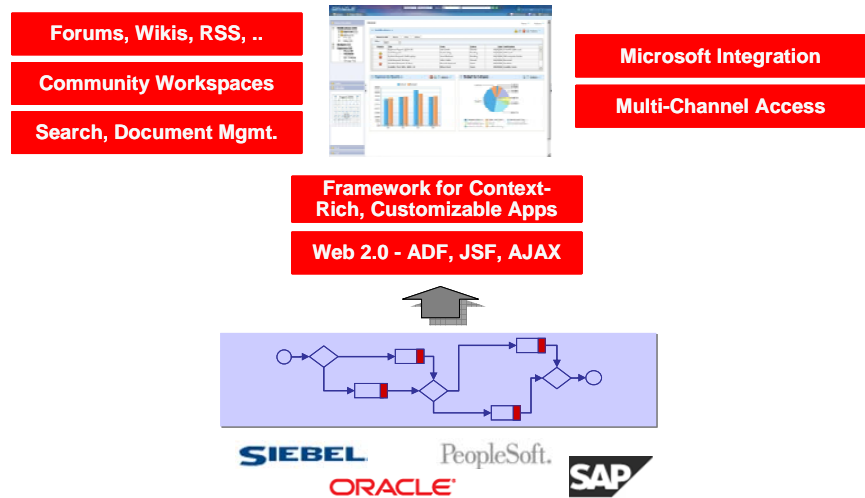 Forums, Wikis, RSS, ..
Community Workspaces
Search, Document Mgmt.
Microsoft Integration
Multi-Channel Access
Framework for Context-
Rich, Customizable Apps
Web 2.0 - ADF, JSF, AJAX
SIEBEL.
PeopleSoft.
ORACLE®
SAP